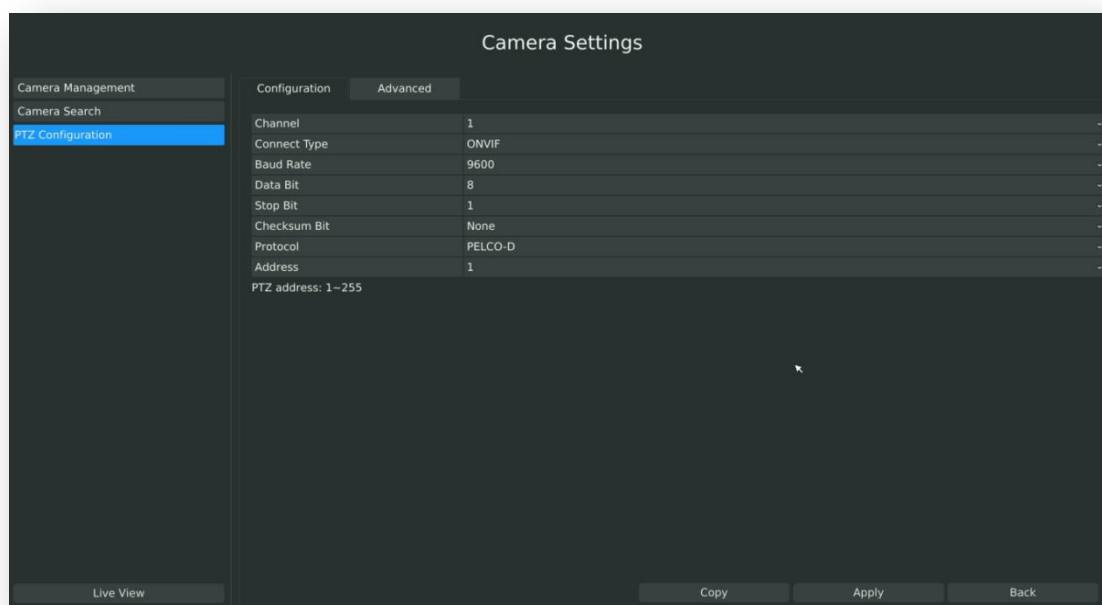 Camera Settings
Camera Management
Camera Search
PTZ Configuration
Configuration Advanced
Channel 1
Connect Type ONVIF
Baud Rate 9600
Data Bit 8
Stop Bit 1
Checksum Bit None
Protocol PELCO-D
Address 1
PTZ address: 1~255
Live View Copy Apply Back